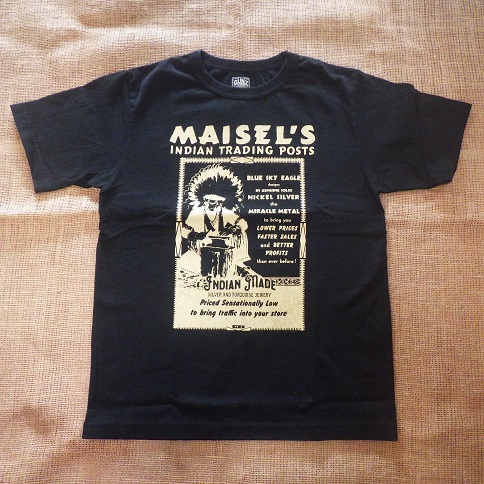 MAISEL'S
INDIAN TRADING POSTS
BLUE SKY EAGLE
designs
IN GENUINE SOLID
NICKEL SILVER
the
MIRACLE METAL
to bring you
LOWER PRICES
FASTER SALES
and BETTER
PROFITS
than ever before!
INDIAN MADE
SILVER AND TURQUOISE JEWERY
Priced Sensationally Low
to bring traffic into your store